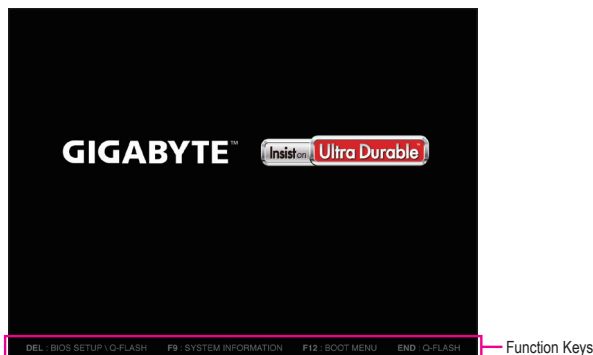 GIGABYTE™ Insist on Ultra Durable™
DEL : BIOS SETUP \ Q-FLASH F9 : SYSTEM INFORMATION F12 : BOOT MENU END : Q-FLASH
Function Keys